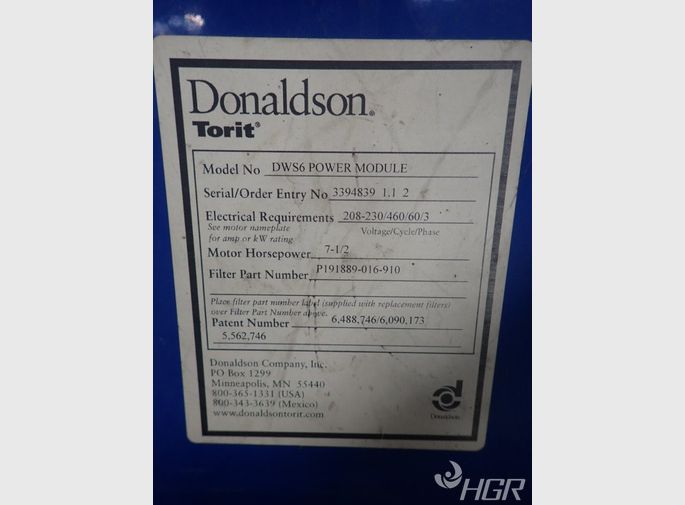 Donaldson®
Torit®
Model No DWS6 POWER MODULE
Serial/Order Entry No 3394839 1.1 2
Electrical Requirements 208-230/460/60/3
See motor nameplate Voltage/Cycle/Phase
for amp or kW rating.
Motor Horsepower 7-1/2
Filter Part Number P191889-016-910
Place filter part number label (supplied with replacement filters)
over Filter Part Number above.
Patent Number 6,488,746/6,090,173
5,562,746
Donaldson Company, Inc.
PO Box 1299
Minneapolis, MN 55440
800-365-1331 (USA)
800-343-3639 (Mexico)
www.donaldsontorit.com
Donaldson
HGR